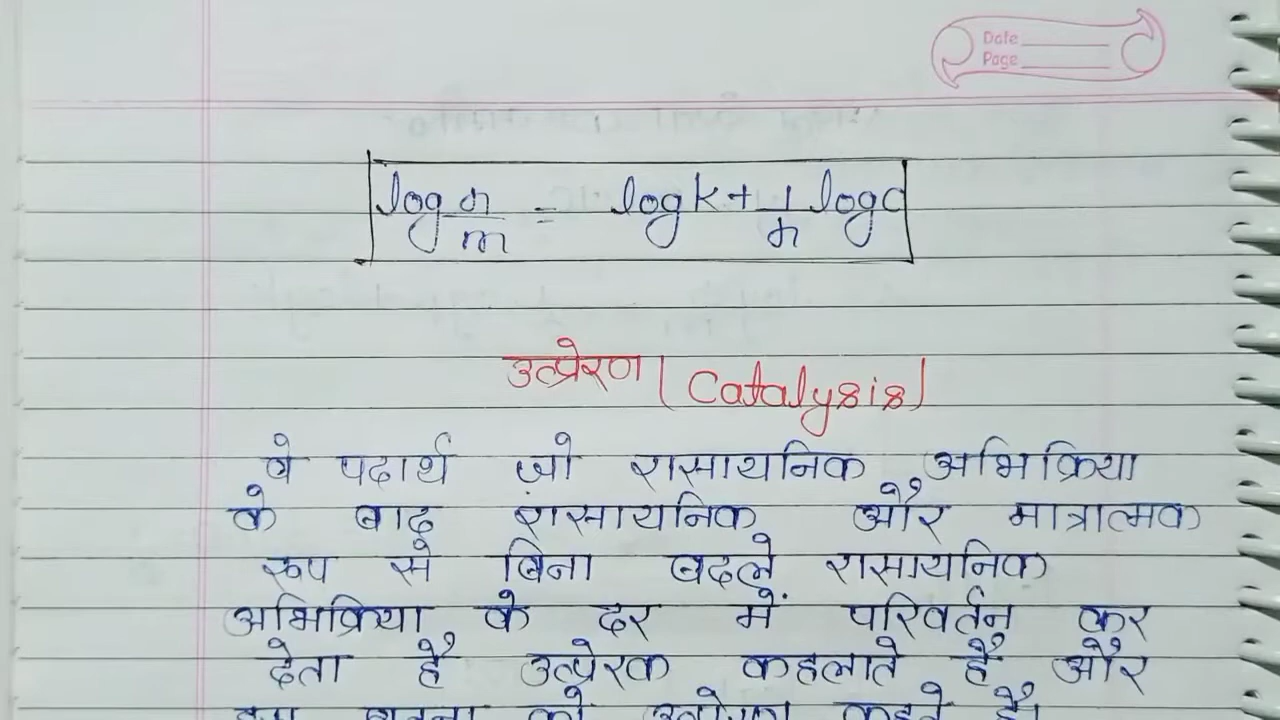 Date
Page
log x/m = log k + 1/n log C
उत्प्रेरण (Catalysis)
वे पदार्थ जो रासायनिक अभिक्रिया
के बाद रासायनिक और मात्रात्मक
रूप से बिना बदले रासायनिक
अभिक्रिया के दर में परिवर्तन कर
देता है उत्प्रेरक कहलाते हैं और
को कहते हैं।